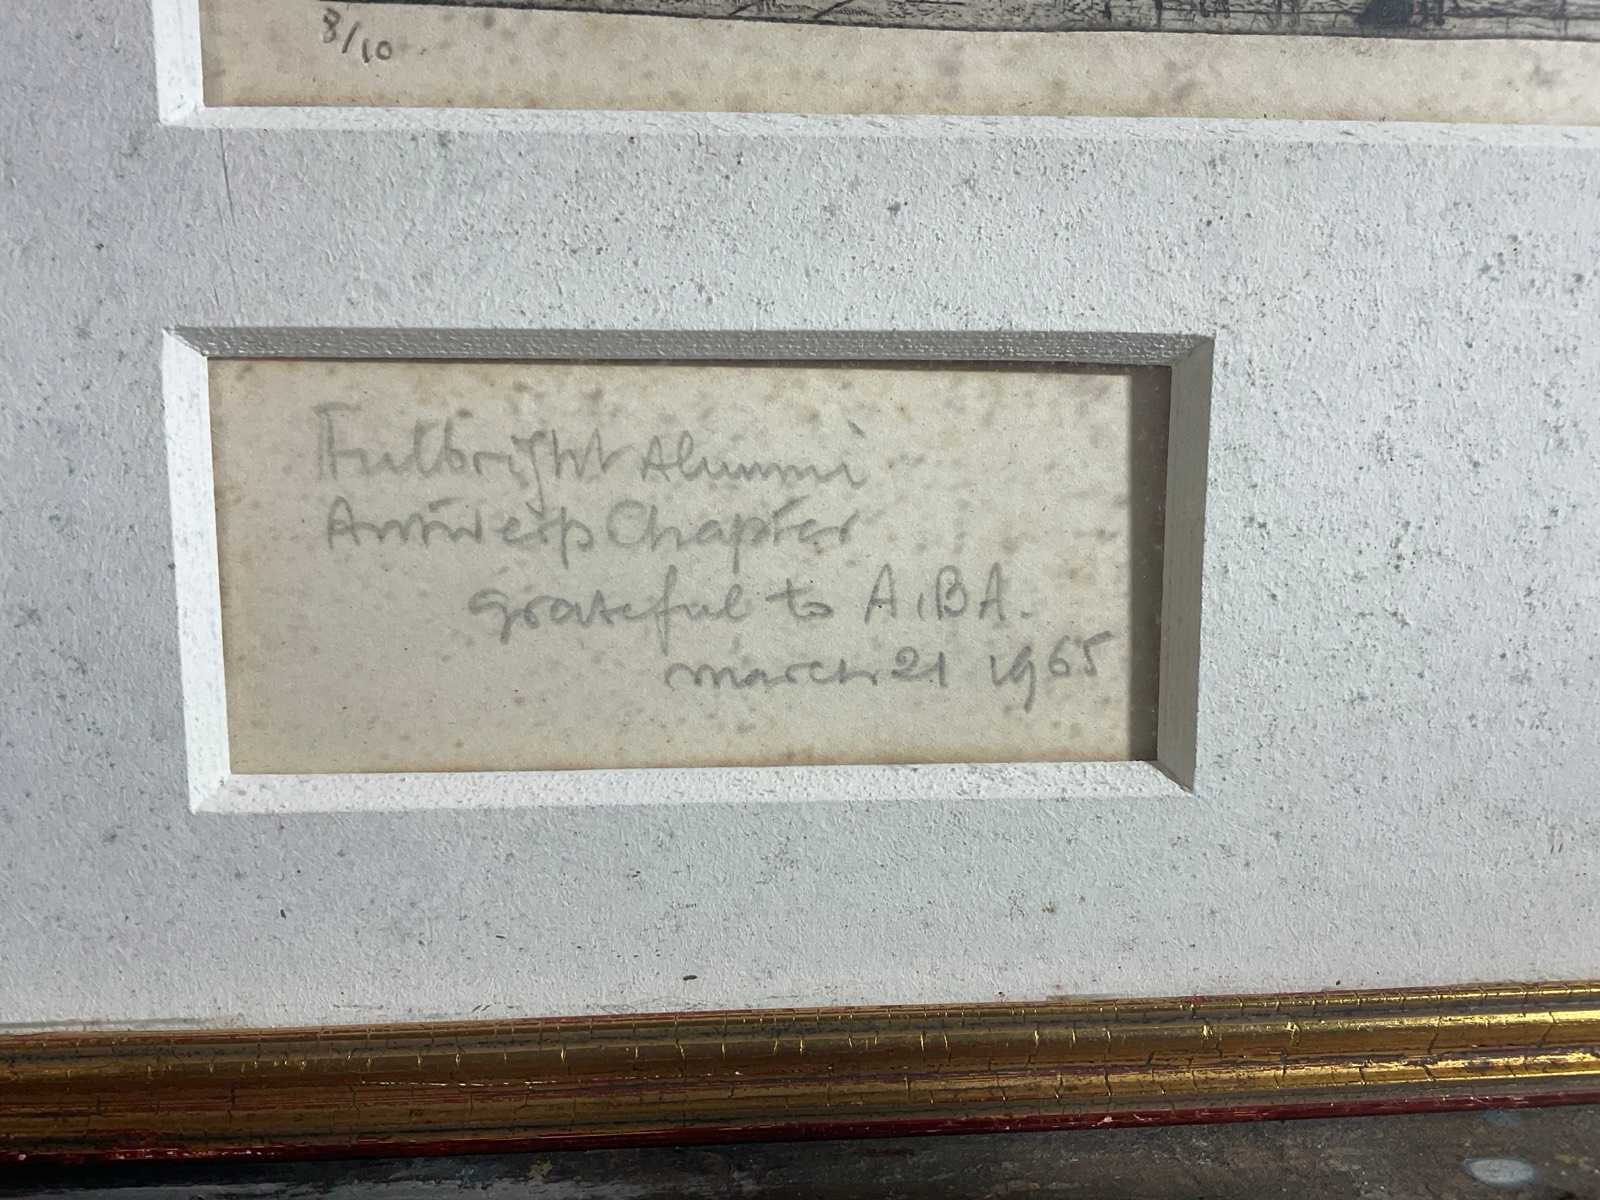 8/10
Fulbright Alumni
Antwerp Chapter
grateful to A.B.A.
march 21 1965